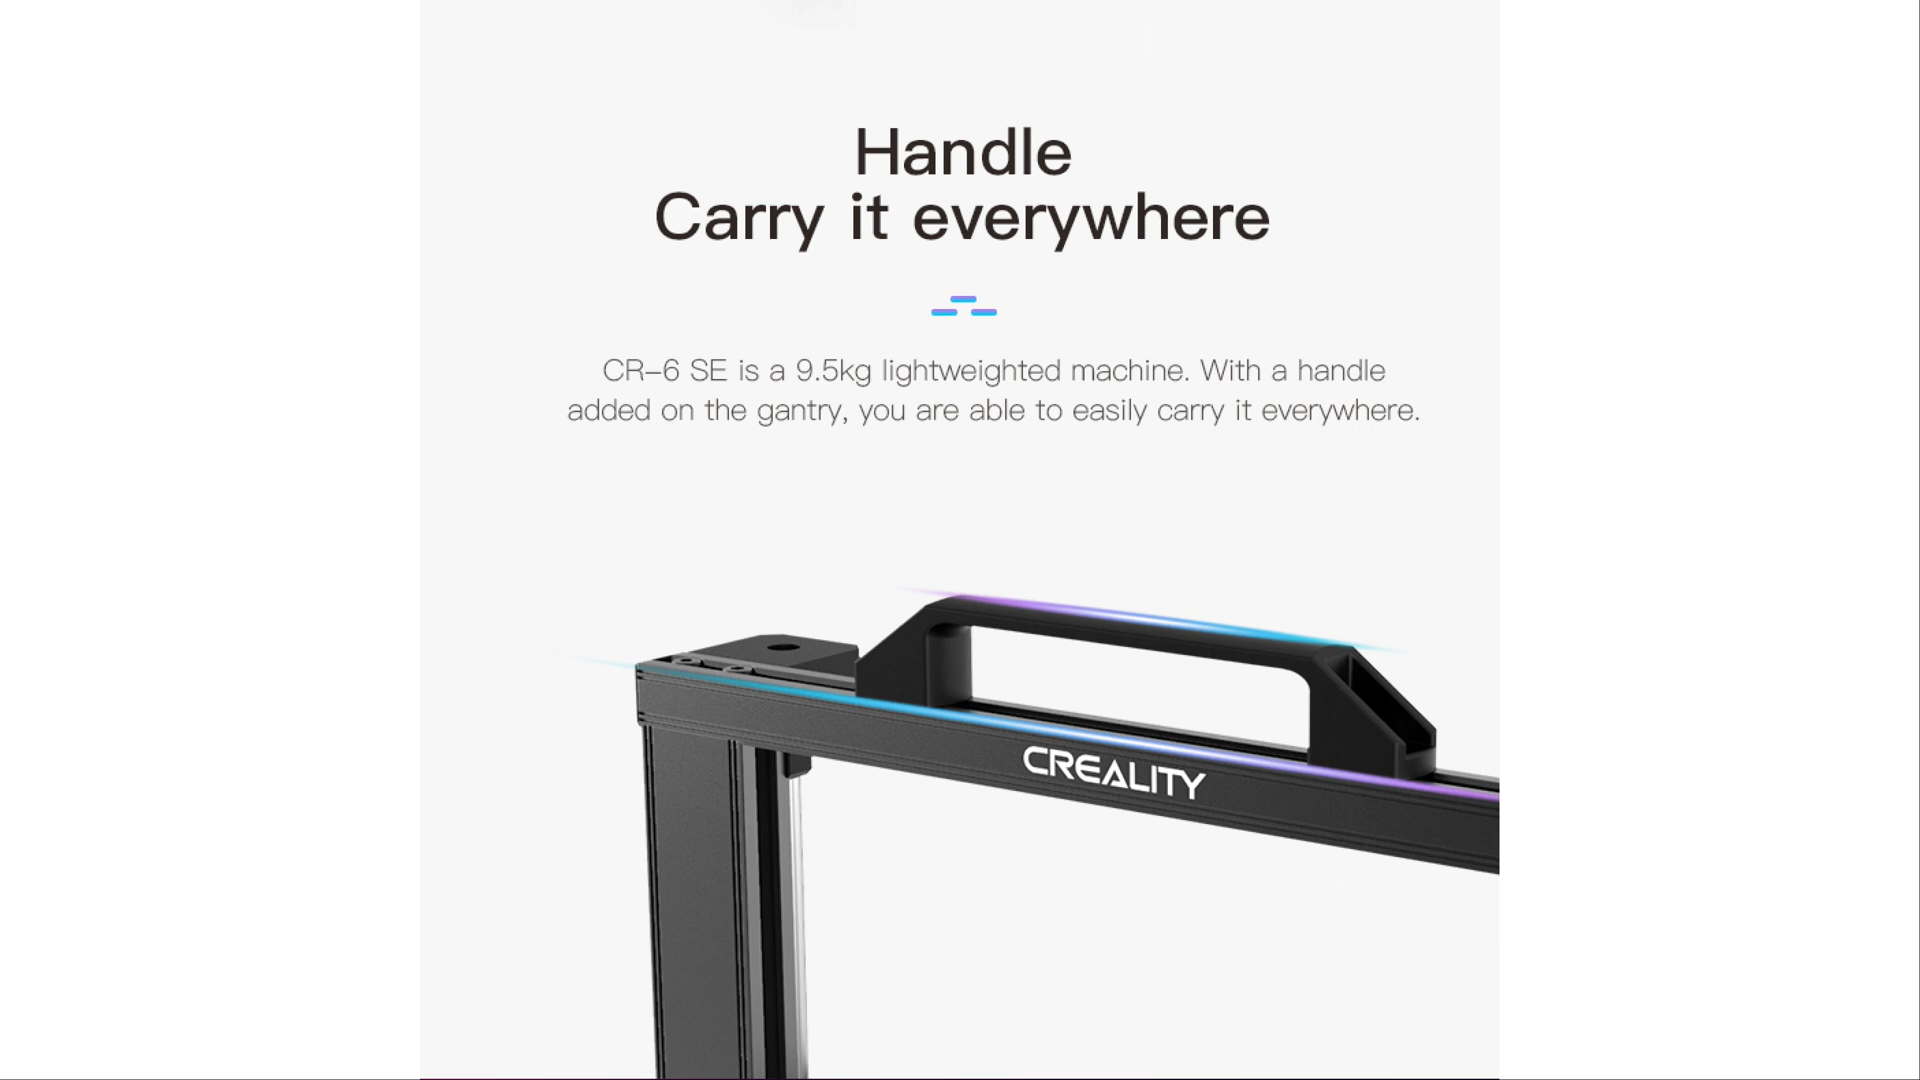 Handle
Carry it everywhere
CR-6 SE is a 9.5kg lightweighted machine. With a handle
added on the gantry, you are able to easily carry it everywhere.
CREALITY